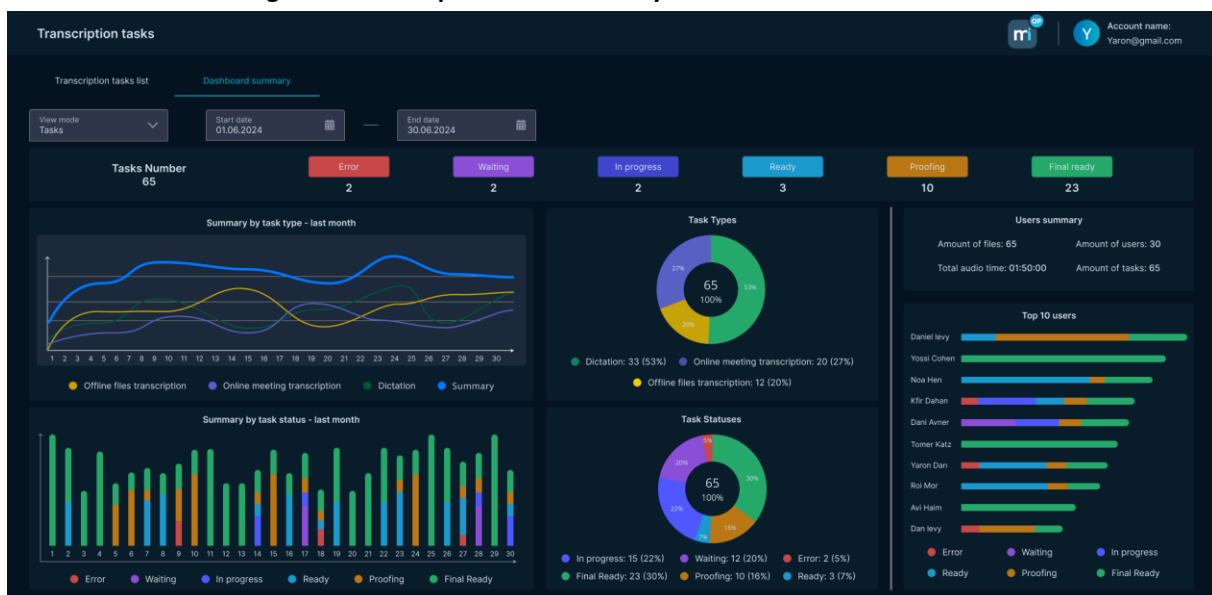 Transcription tasks
mi
OP
Y
Account name:
Yaron@gmail.com
Transcription tasks list
Dashboard summary
View mode
Tasks
Start date
01.06.2024
—
End date
30.06.2024
Tasks Number
65
Error
2
Waiting
2
In progress
2
Ready
3
Proofing
10
Final ready
23
Summary by task type - last month
1 2 3 4 5 6 7 8 9 10 11 12 13 14 15 16 17 18 19 20 21 22 23 24 25 26 27 28 29 30
Offline files transcription
Online meeting transcription
Dictation
Summary
Task Types
27%
53%
20%
65
100%
Dictation: 33 (53%)
Online meeting transcription: 20 (27%)
Offline files transcription: 12 (20%)
Users summary
Amount of files: 65
Amount of users: 30
Total audio time: 01:50:00
Amount of tasks: 65
Summary by task status - last month
1 2 3 4 5 6 7 8 9 10 11 12 13 14 15 16 17 18 19 20 21 22 23 24 25 26 27 28 29 30
Error
Waiting
In progress
Ready
Proofing
Final Ready
Task Statuses
5%
20%
30%
22%
16%
7%
65
100%
In progress: 15 (22%)
Waiting: 12 (20%)
Error: 2 (5%)
Final Ready: 23 (30%)
Proofing: 10 (16%)
Ready: 3 (7%)
Top 10 users
Daniel levy
Yossi Cohen
Noa Hen
Kfir Dahan
Dani Avner
Tomer Katz
Yaron Dan
Roi Mor
Avi Haim
Dan levy
Error
Waiting
In progress
Ready
Proofing
Final Ready